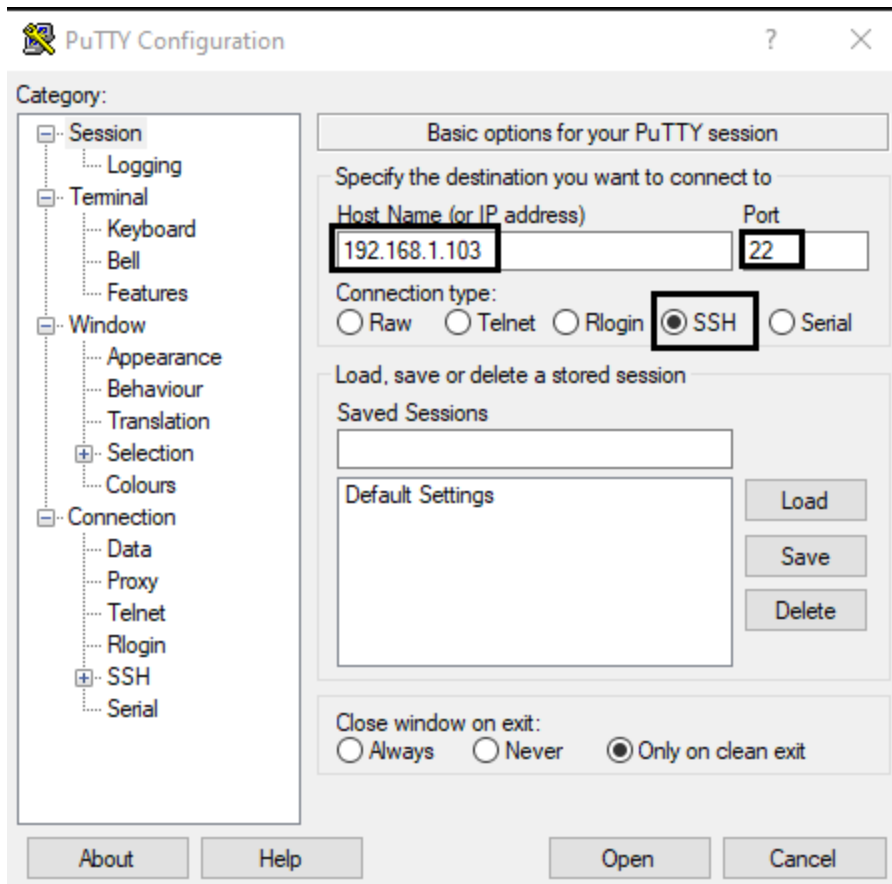 PuTTY Configuration
?
Category:
Session
Logging
Terminal
Keyboard
Bell
Features
Window
Appearance
Behaviour
Translation
Selection
Colours
Connection
Data
Proxy
Telnet
Rlogin
SSH
Serial
Basic options for your PuTTY session
Specify the destination you want to connect to
Host Name (or IP address) Port
192.168.1.103 22
Connection type:
Raw Telnet Rlogin SSH Serial
Load, save or delete a stored session
Saved Sessions
Default Settings
Load
Save
Delete
Close window on exit:
Always Never Only on clean exit
About Help Open Cancel